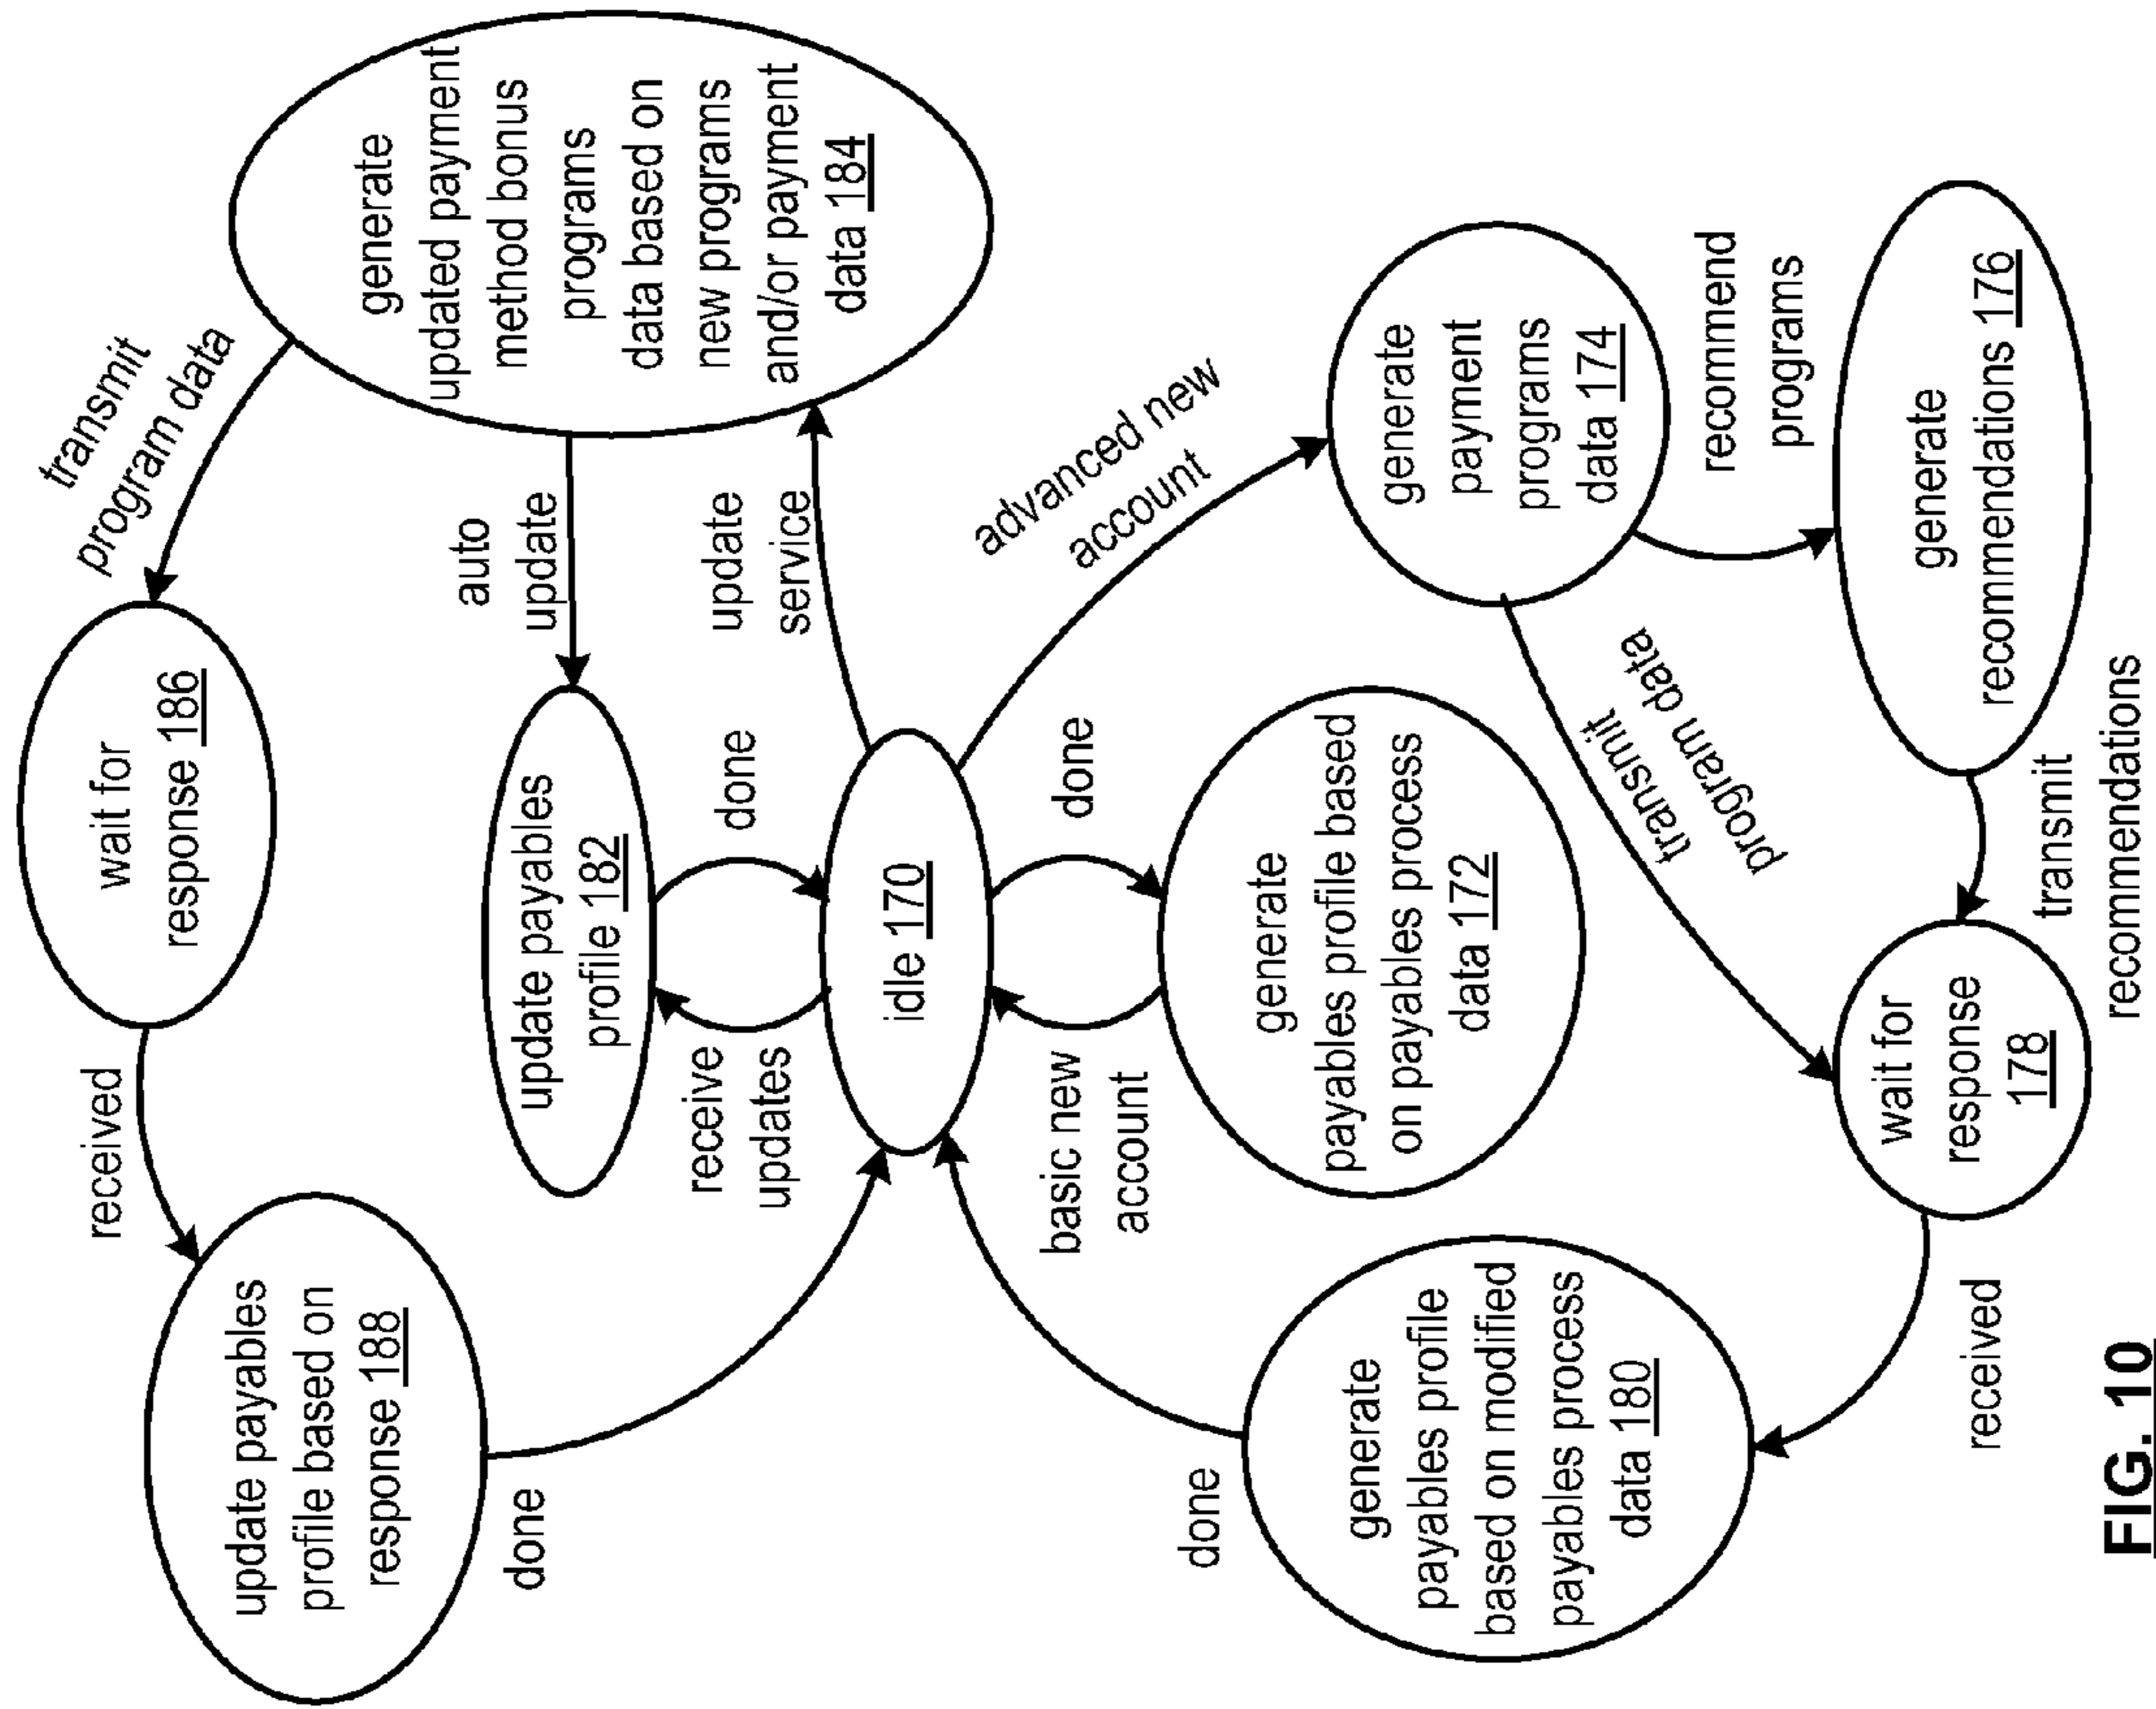 transmit
program data
generate
updated payment
method bonus
programs
data based on
new programs
and/or payment
data 184
wait for
response 186
received
update payables
profile based on
response 188
done
auto
update
update
service
update payables
profile 182
done
receive
updates
idle 170
advanced new
account
done
basic new
account
generate
payables profile based
on payables process
data 172
generate
payment
programs
data 174
recommend
programs
generate
recommendations 176
transmit
program data
transmit
recommendations
wait for
response
178
received
generate
payables profile
based on modified
payables process
data 180
done
FIG. 10